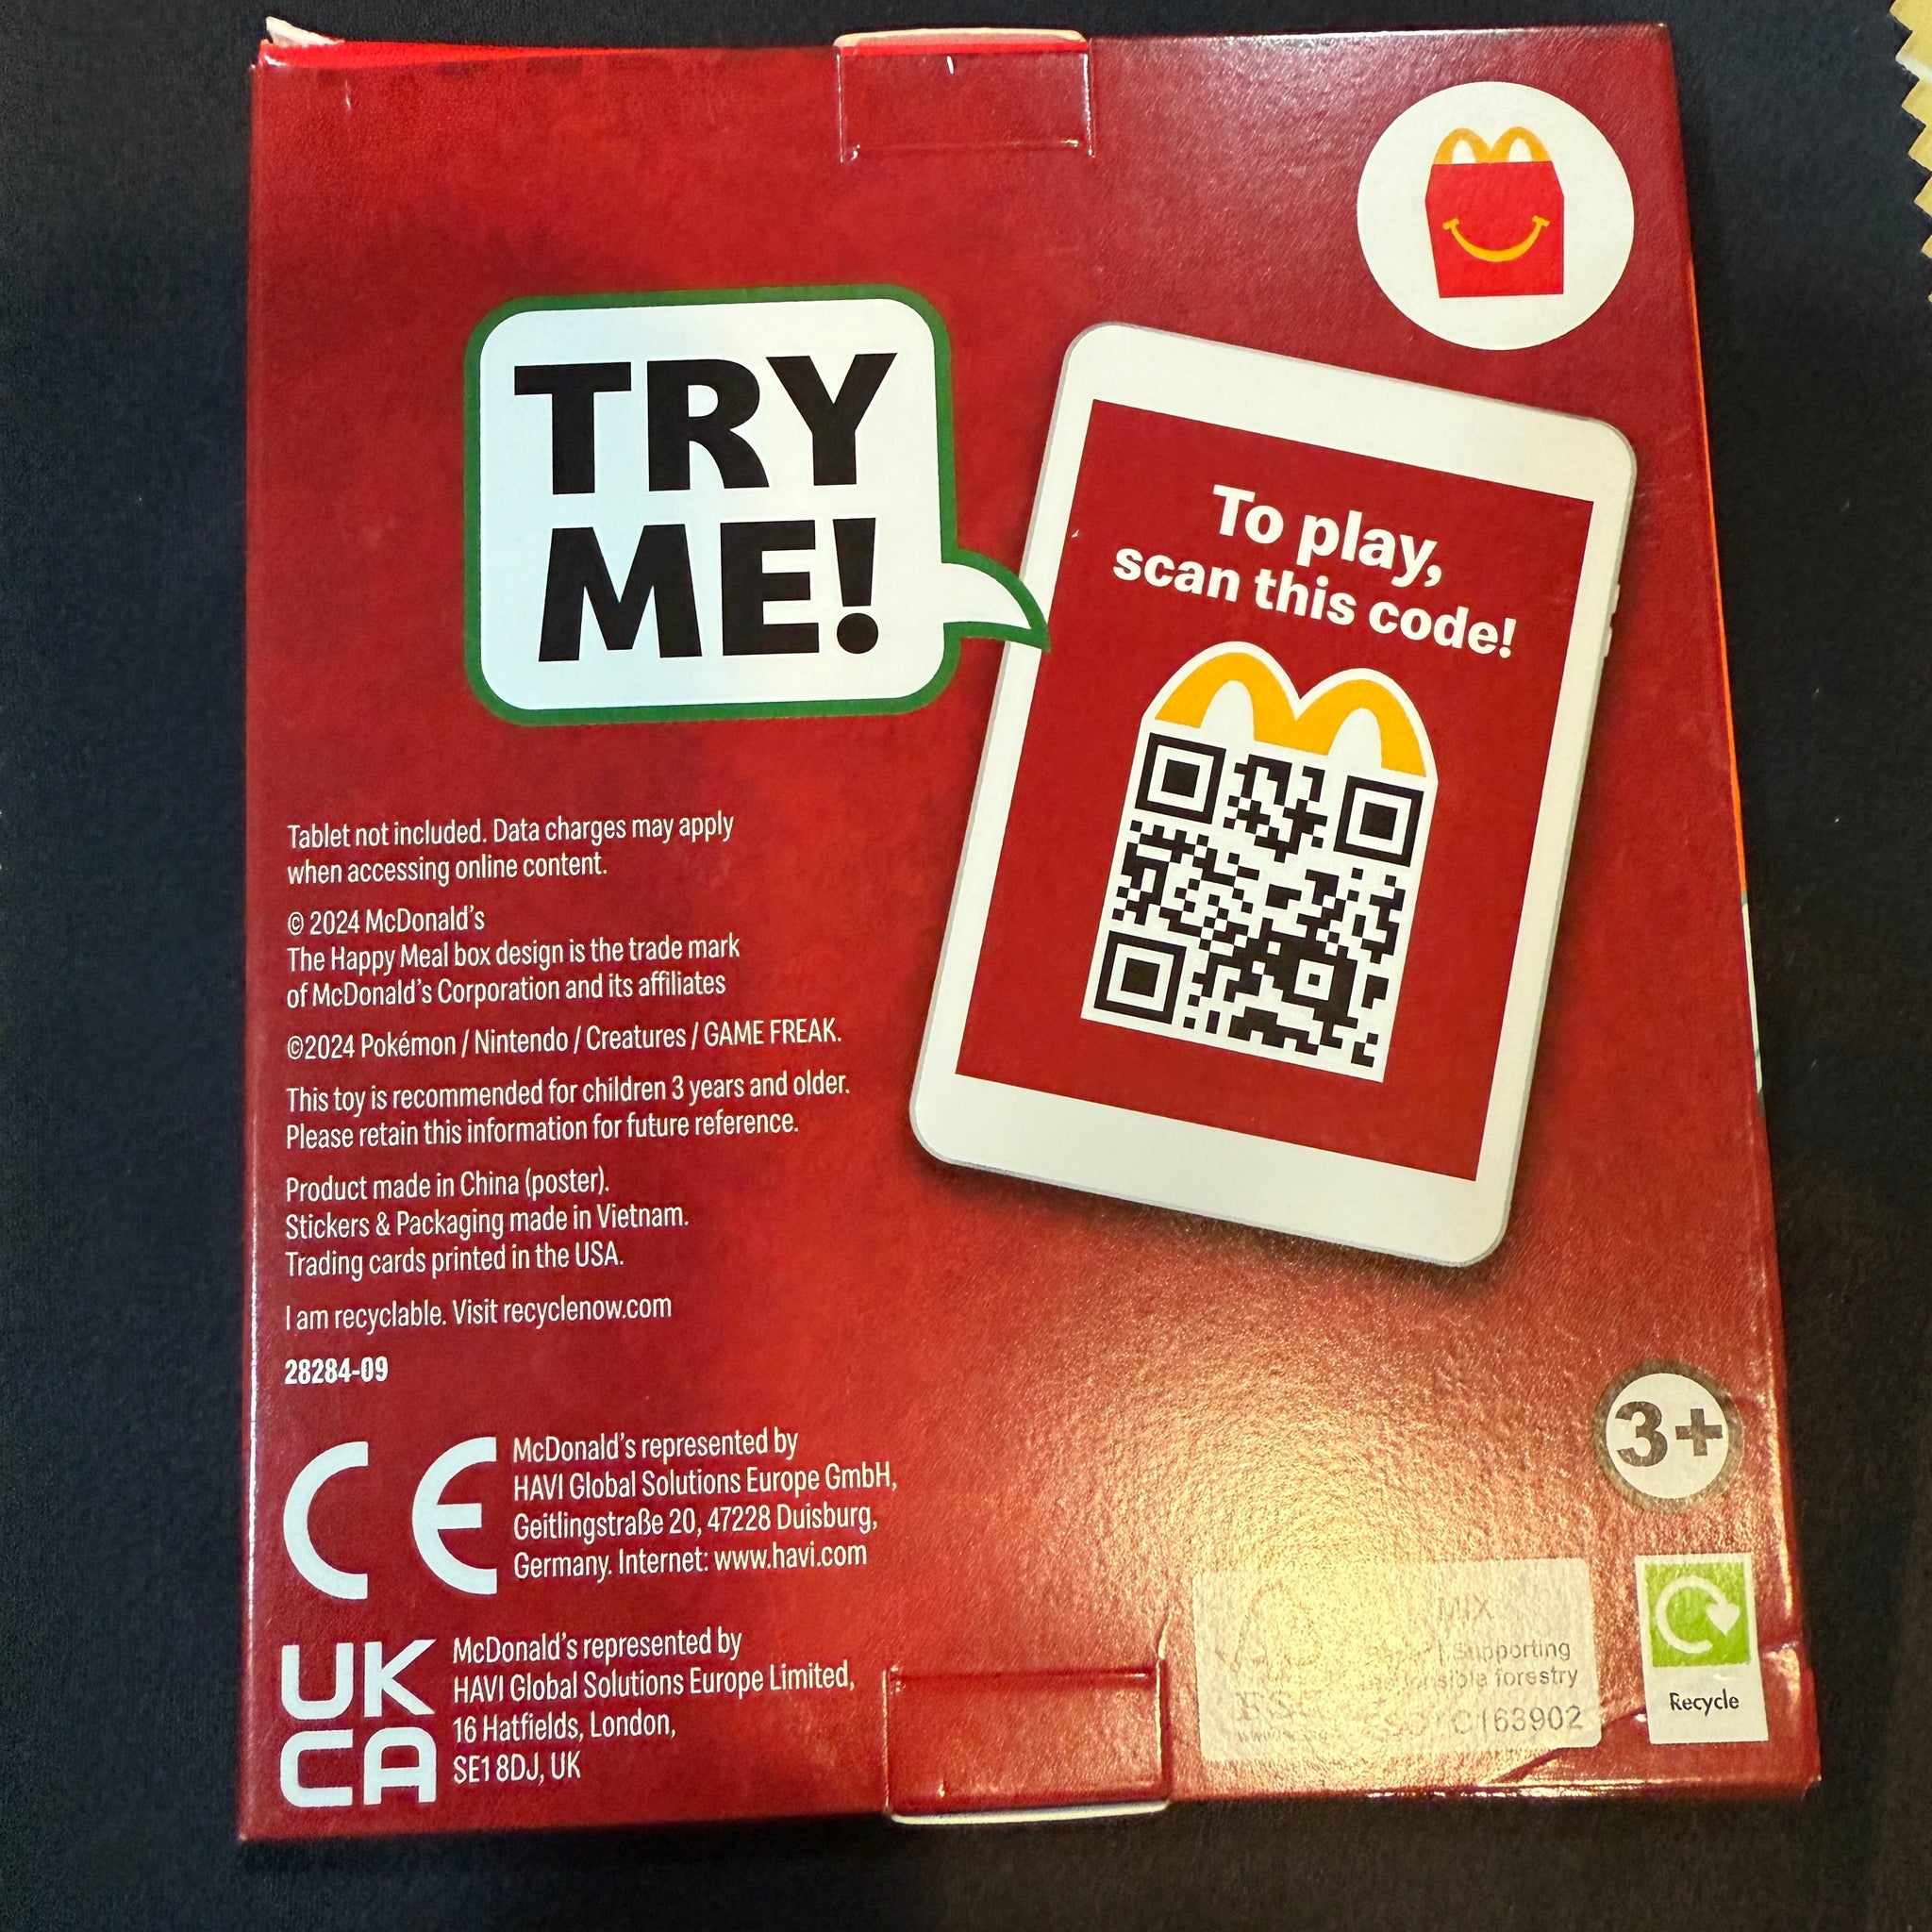 TRY
ME!
To play,
scan this code!
Tablet not included. Data charges may apply
when accessing online content.
© 2024 McDonald's
The Happy Meal box design is the trade mark
of McDonald's Corporation and its affiliates
©2024 Pokémon / Nintendo / Creatures / GAME FREAK.
This toy is recommended for children 3 years and older.
Please retain this information for future reference.
Product made in China (poster).
Stickers & Packaging made in Vietnam.
Trading cards printed in the USA.
I am recyclable. Visit recyclenow.com
28284-09
CE
McDonald's represented by
HAVI Global Solutions Europe GmbH,
Geitlingstraße 20, 47228 Duisburg,
Germany. Internet: www.havi.com
UK
CA
McDonald's represented by
HAVI Global Solutions Europe Limited,
16 Hatfields, London,
SE1 8DJ, UK
3+
MIX
Supporting
forestry
C163902
Recycle